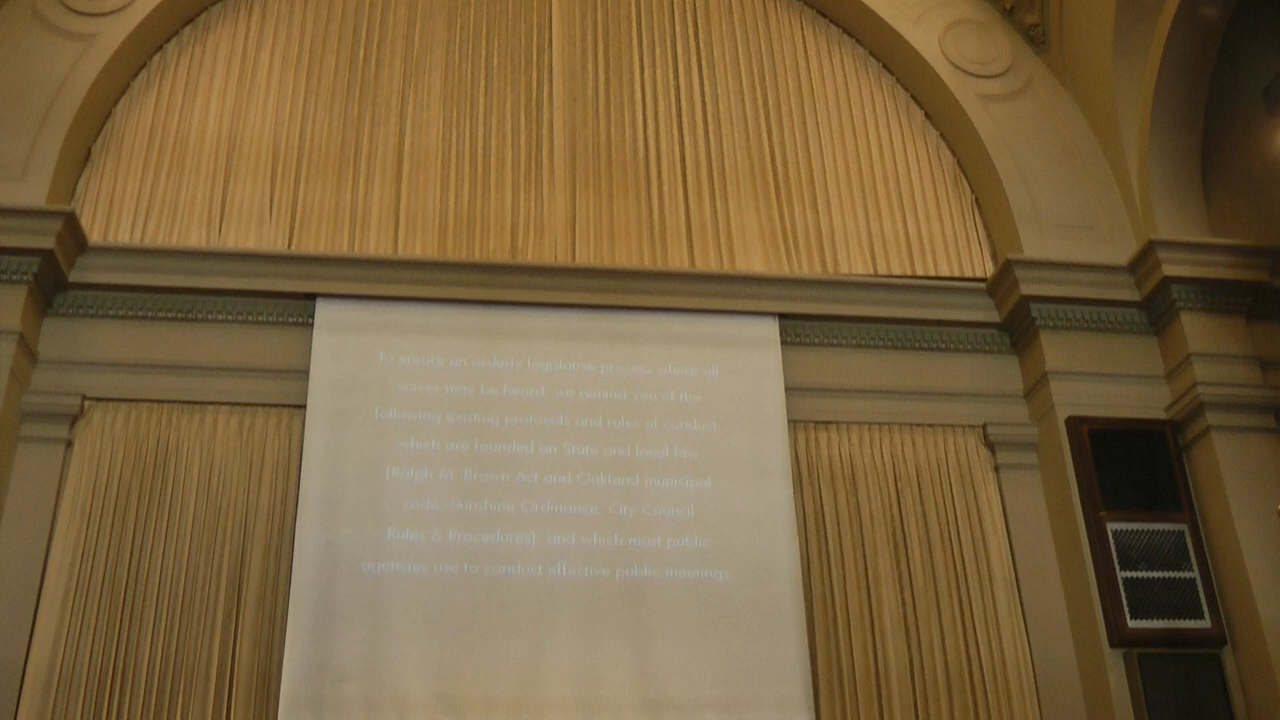 To ensure an orderly legislative process where all
voices may be heard, we remind you of the
following existing protocols and rules of conduct
which are founded on State and local law
(Ralph M. Brown Act and Oakland municipal
code, Sunshine Ordinance, City Council
Rules & Procedures), and which most public
agencies use to conduct effective public meetings